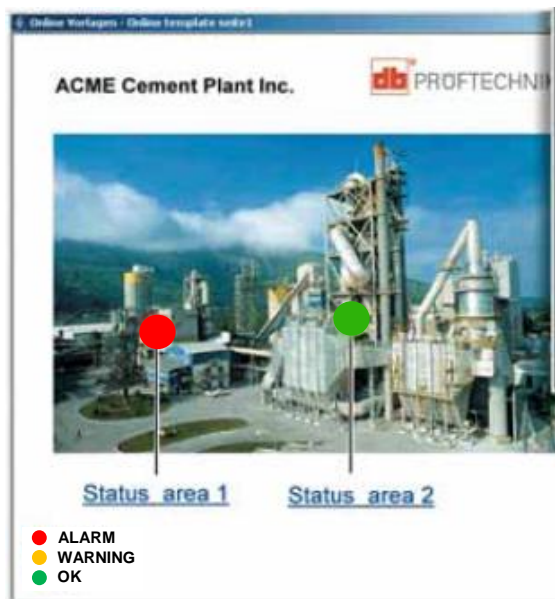 Online Vorlagen - Online template seite1
ACME Cement Plant Inc.
db PRÜFTECHNIK
Status area 1 Status area 2
ALARM
WARNING
OK